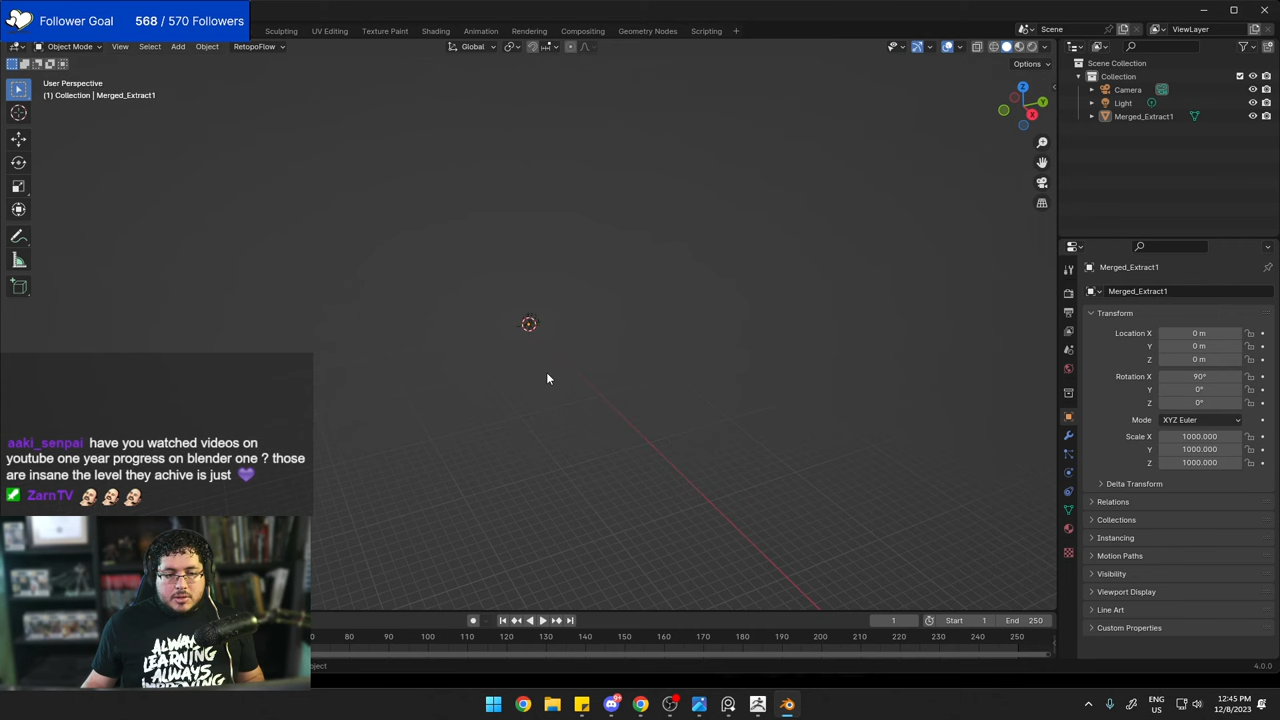 Follower Goal 568 / 570 Followers
Sculpting UV Editing Texture Paint Shading Animation Rendering Compositing Geometry Nodes Scripting +
Scene
ViewLayer
Object Mode View Select Add Object RetopoFlow
Global
Options
User Perspective
(1) Collection | Merged_Extract1
Z
Y
X
Scene Collection
Collection
Camera
Light
Merged_Extract1
Merged_Extract1
Merged_Extract1
Transform
Location X 0 m
Y 0 m
Z 0 m
Rotation X 90°
Y 0°
Z 0°
Mode XYZ Euler
Scale X 1000.000
Y 1000.000
Z 1000.000
Delta Transform
Relations
Collections
Instancing
Motion Paths
Visibility
Viewport Display
Line Art
Custom Properties
aaki_senpai have you watched videos on
youtube one year progress on blender one ? those
are insane the level they achive is just
ZarnTV
ALWAYS
LEARNING
ALWAYS
1 Start 1 End 250
70 80 90 100 110 120 130 140 150 160 170 180 190 200 210 220 230 240 250
4.0.0
ENG
US
12:45 PM
12/8/2023